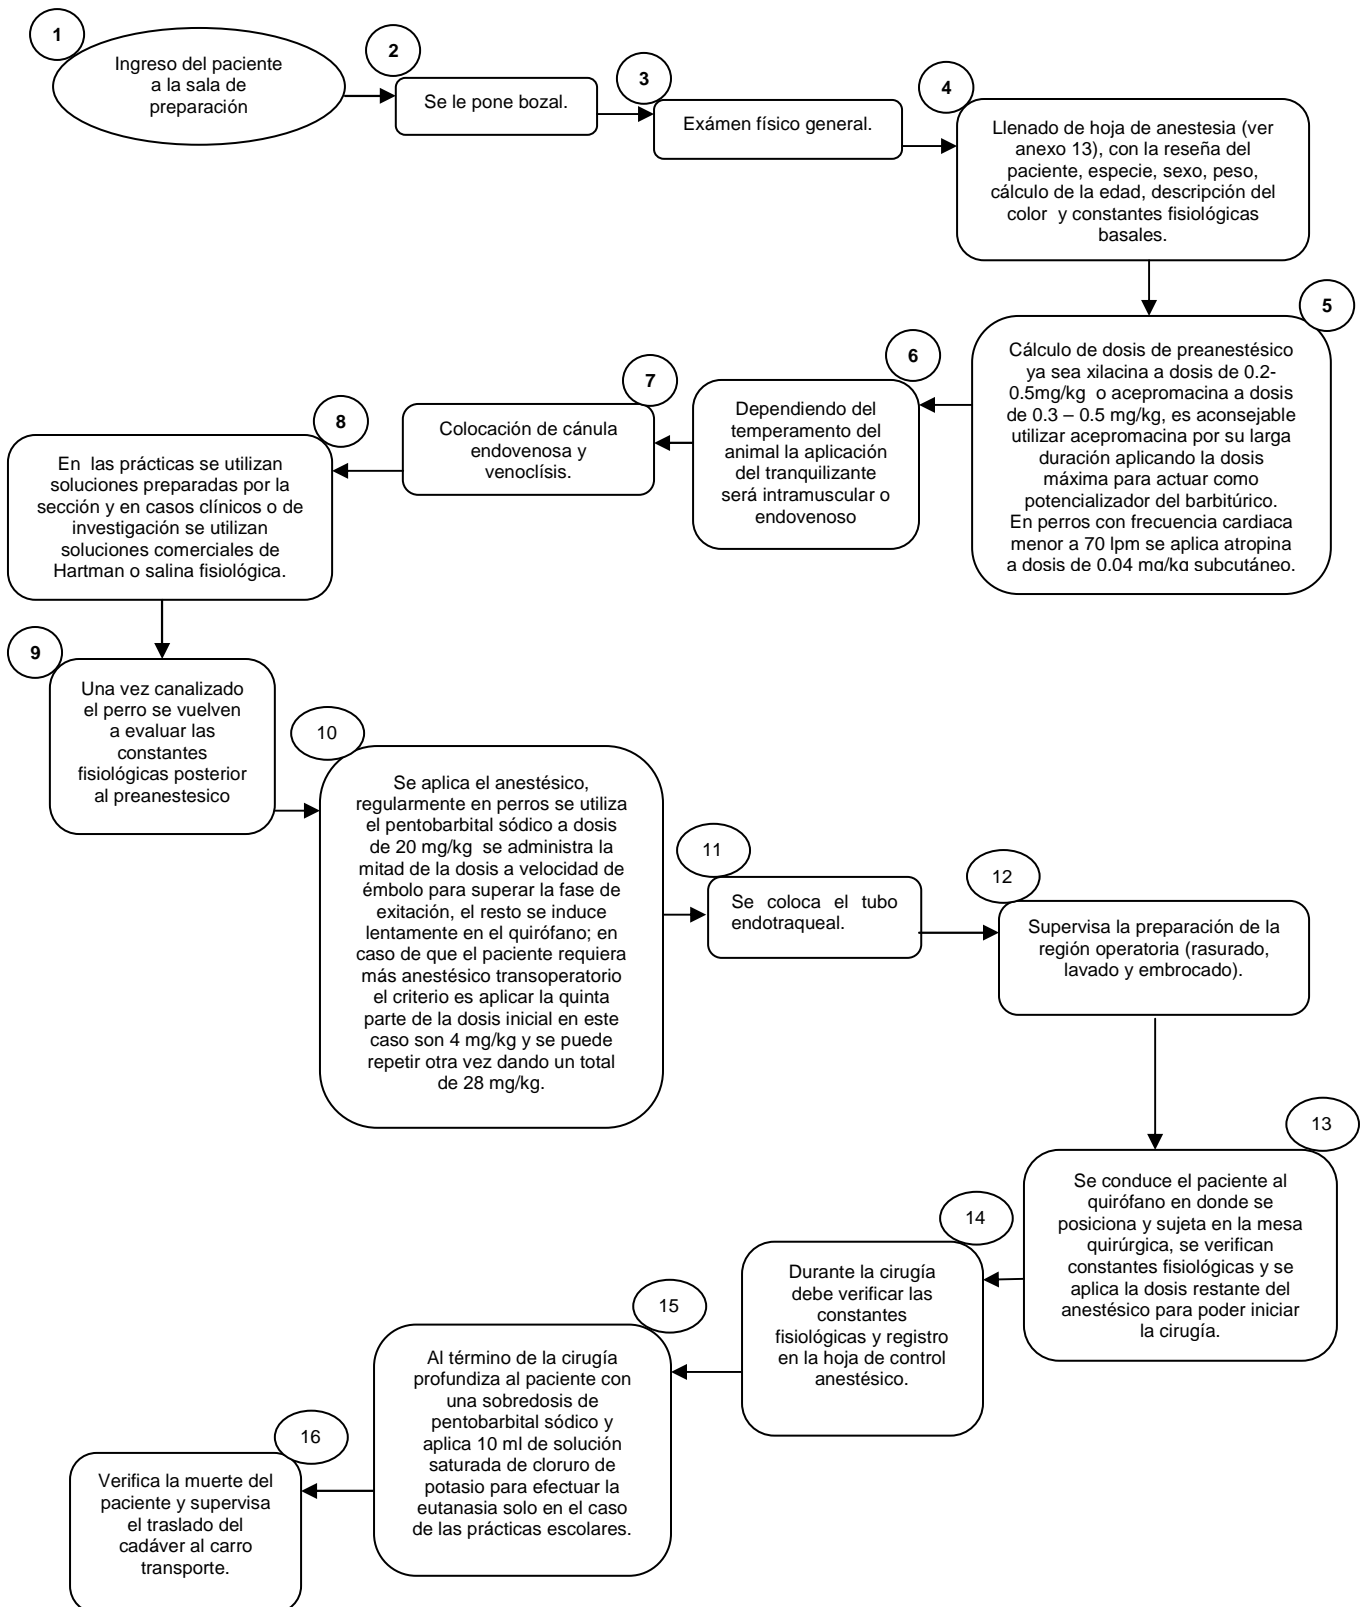 1
Ingreso del paciente
a la sala de
preparación
2
Se le pone bozal.
3
Exámen físico general.
4
Llenado de hoja de anestesia (ver
anexo 13), con la reseña del
paciente, especie, sexo, peso,
cálculo de la edad, descripción del
color y constantes fisiológicas
basales.
5
Cálculo de dosis de preanestésico
ya sea xilacina a dosis de 0.2-
0.5mg/kg o acepromacina a dosis
de 0.3 – 0.5 mg/kg, es aconsejable
utilizar acepromacina por su larga
duración aplicando la dosis
máxima para actuar como
potencializador del barbitúrico.
En perros con frecuencia cardiaca
menor a 70 lpm se aplica atropina
a dosis de 0.04 mg/kg subcutáneo.
6
Dependiendo del
temperamento del
animal la aplicación
del tranquilizante
será intramuscular o
endovenoso
7
Colocación de cánula
endovenosa y
venoclísis.
8
En las prácticas se utilizan
soluciones preparadas por la
sección y en casos clínicos o de
investigación se utilizan
soluciones comerciales de
Hartman o salina fisiológica.
9
Una vez canalizado
el perro se vuelven
a evaluar las
constantes
fisiológicas posterior
al preanestesico
10
Se aplica el anestésico,
regularmente en perros se utiliza
el pentobarbital sódico a dosis
de 20 mg/kg se administra la
mitad de la dosis a velocidad de
émbolo para superar la fase de
exitación, el resto se induce
lentamente en el quirófano; en
caso de que el paciente requiera
más anestésico transoperatorio
el criterio es aplicar la quinta
parte de la dosis inicial en este
caso son 4 mg/kg y se puede
repetir otra vez dando un total
de 28 mg/kg.
11
Se coloca el tubo
endotraqueal.
12
Supervisa la preparación de la
región operatoria (rasurado,
lavado y embrocado).
13
Se conduce el paciente al
quirófano en donde se
posiciona y sujeta en la mesa
quirúrgica, se verifican
constantes fisiológicas y se
aplica la dosis restante del
anestésico para poder iniciar
la cirugía.
14
Durante la cirugía
debe verificar las
constantes
fisiológicas y registro
en la hoja de control
anestésico.
15
Al término de la cirugía
profundiza al paciente con
una sobredosis de
pentobarbital sódico y
aplica 10 ml de solución
saturada de cloruro de
potasio para efectuar la
eutanasia solo en el caso
de las prácticas escolares.
16
Verifica la muerte del
paciente y supervisa
el traslado del
cadáver al carro
transporte.